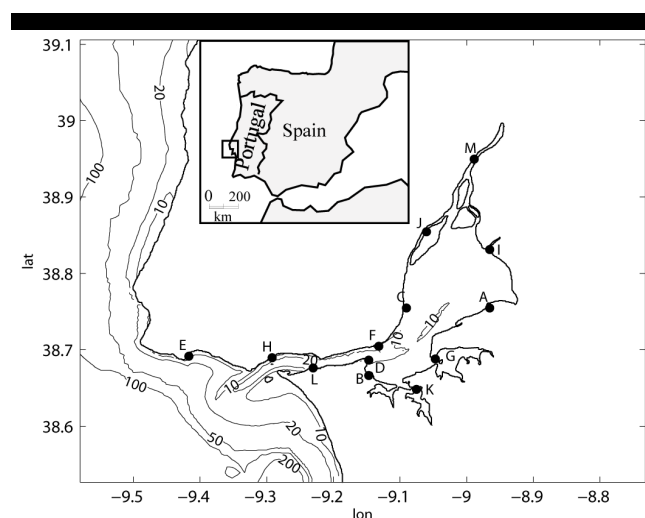 39.1
39
38.9
38.8
38.7
38.6
lat
−9.5
−9.4
−9.3
−9.2
−9.1
−9
−8.9
−8.8
lon
Portugal
Spain
0 200
km
20
100
10
M
J
I
C
A
10
F
10
E
H
20
D
G
L
B
K
10
100
20
10
50
200